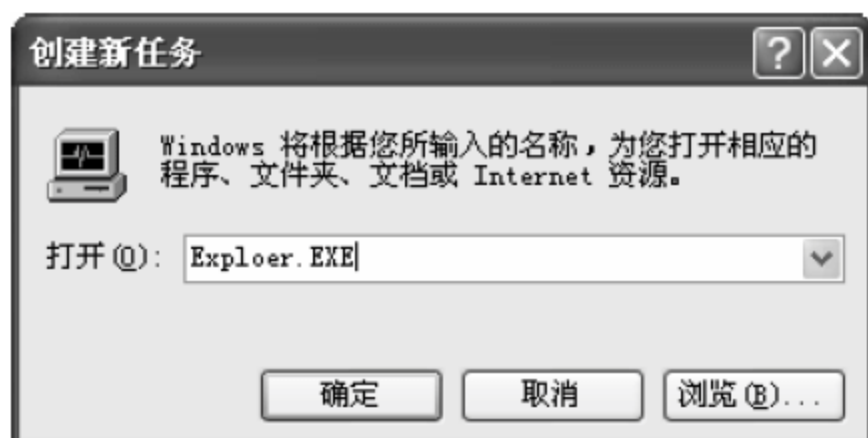 创建新任务
Windows 将根据您所输入的名称，为您打开相应的
程序、文件夹、文档或 Internet 资源。
打开(O): Exploer.EXE
确定 取消 浏览(B)...